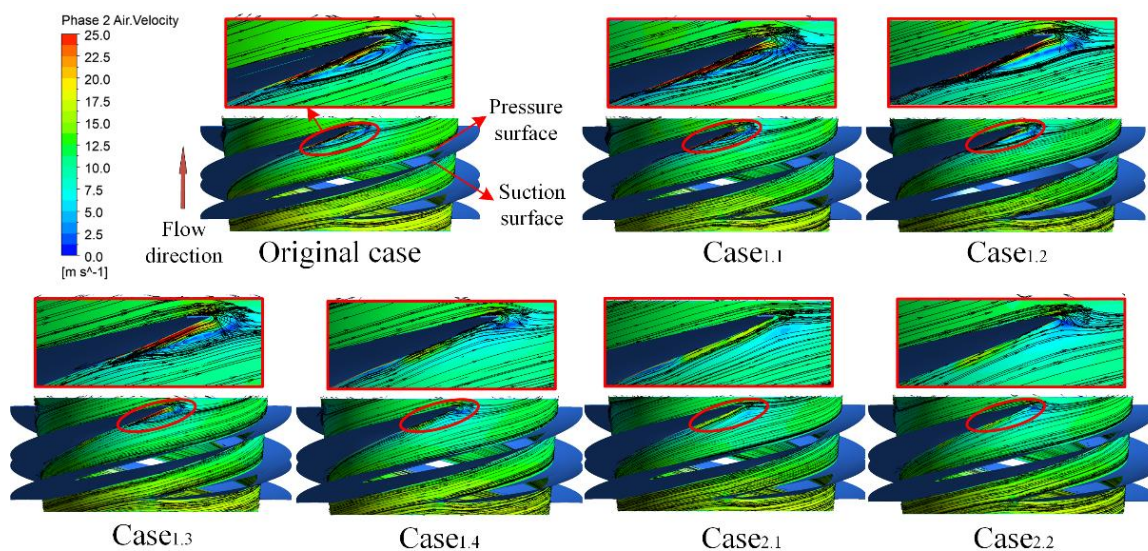 Phase 2 Air.Velocity
25.0
22.5
20.0
17.5
15.0
12.5
10.0
7.5
5.0
2.5
0.0
[m s^-1]
Flow
direction
Pressure
surface
Suction
surface
Original case
Case1.1
Case1.2
Case1.3
Case1.4
Case2.1
Case2.2